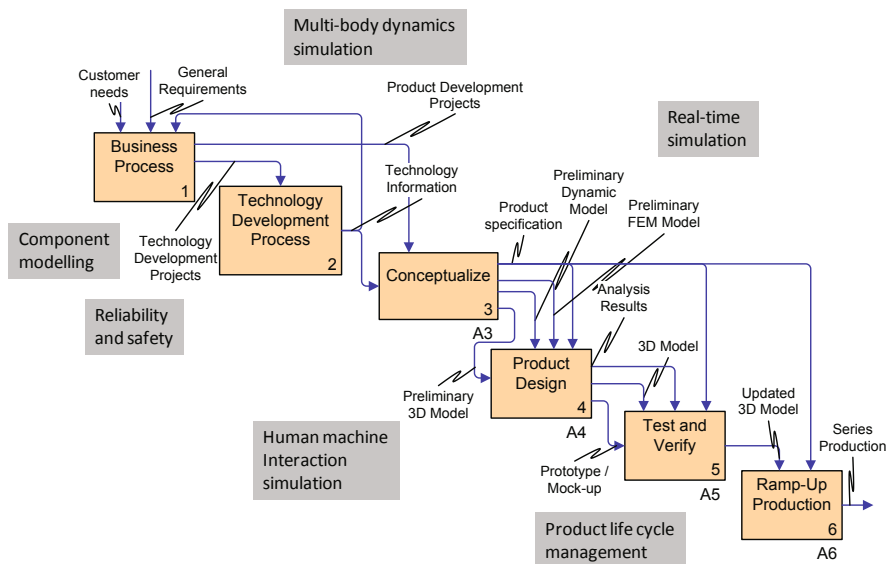 Multi-body dynamics
simulation
Customer
needs
General
Requirements
Product Development
Projects
Real-time
simulation
Business
Process
1
Technology
Information
Preliminary
Dynamic
Model
Preliminary
FEM Model
Technology
Development
Process
2
Product
specification
Component
modelling
Technology
Development
Projects
Conceptualize
3
Analysis
Results
Reliability
and safety
A3
Product
Design
4
3D Model
Preliminary
3D Model
A4
Updated
3D Model
Human machine
Interaction
simulation
Test and
Verify
5
Series
Production
Prototype /
Mock-up
A5
Ramp-Up
Production
6
Product life cycle
management
A6